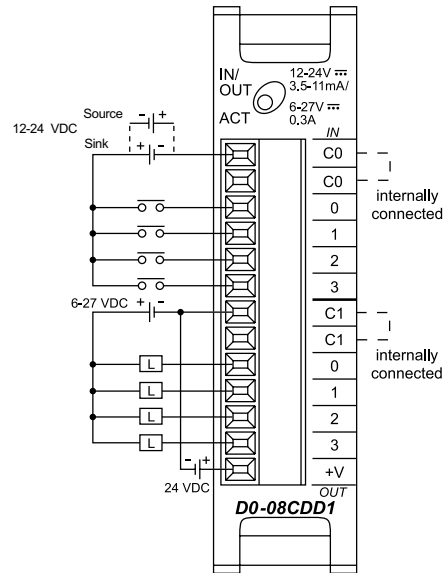 IN/
OUT
ACT
12-24V ⎓
3.5-11mA/
6-27V ⎓
0.3A
IN
Source
- +
12-24 VDC
Sink
+ -
C0
C0
internally
connected
0
1
2
3
6-27 VDC
+ -
C1
C1
internally
connected
L
0
L
1
L
2
L
3
- +
24 VDC
+V
OUT
D0-08CDD1